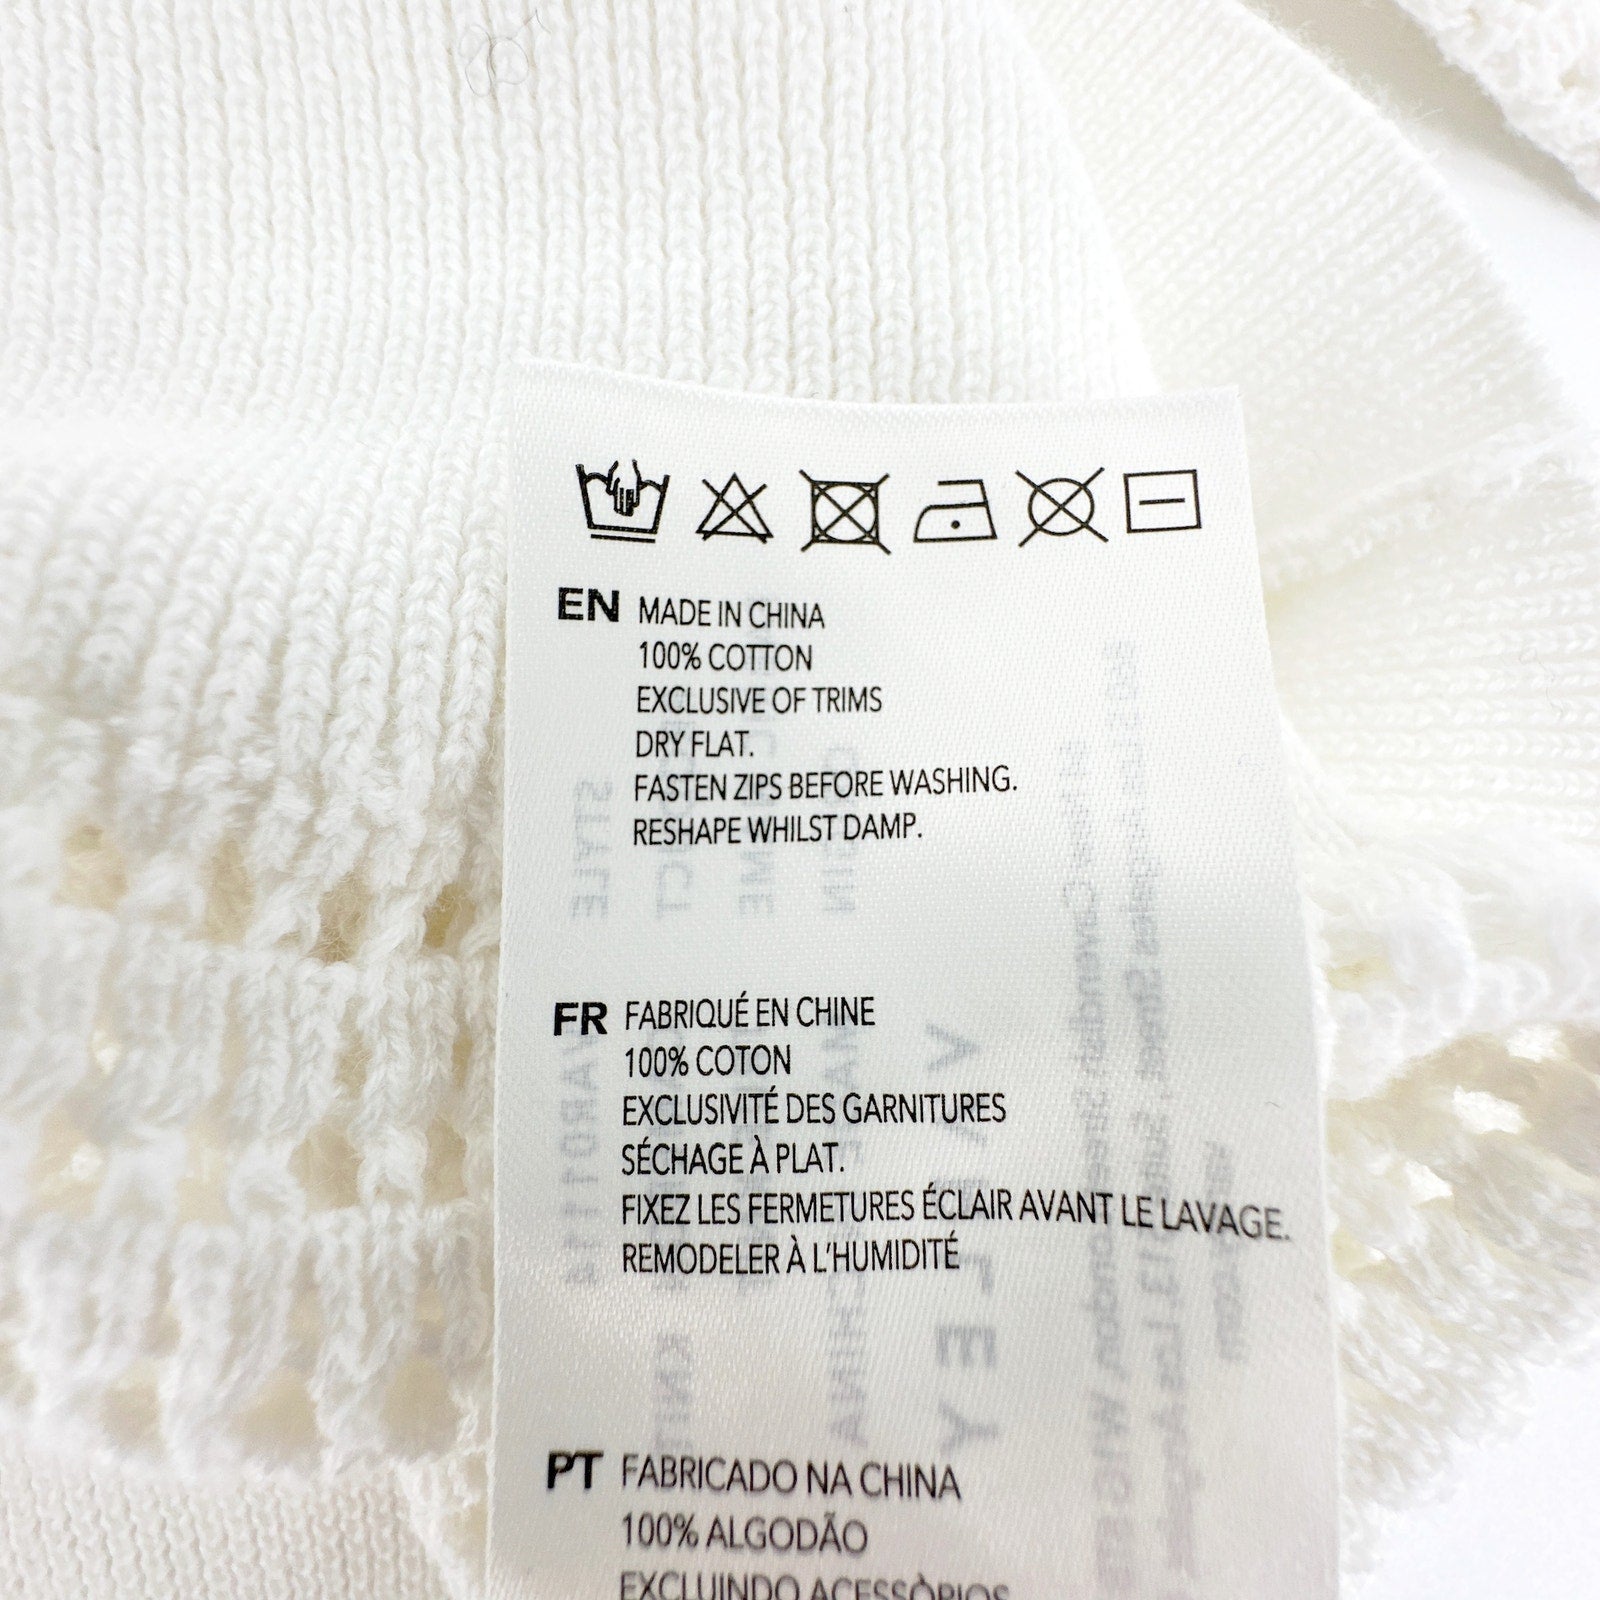 EN MADE IN CHINA
100% COTTON
EXCLUSIVE OF TRIMS
DRY FLAT.
FASTEN ZIPS BEFORE WASHING.
RESHAPE WHILST DAMP.
FR FABRIQUÉ EN CHINE
100% COTON
EXCLUSIVITÉ DES GARNITURES
SÉCHAGE À PLAT.
FIXEZ LES FERMETURES ÉCLAIR AVANT LE LAVAGE.
REMODELER À L'HUMIDITÉ
PT FABRICADO NA CHINA
100% ALGODÃO
EXCLUINDO ACESSÒRIOS